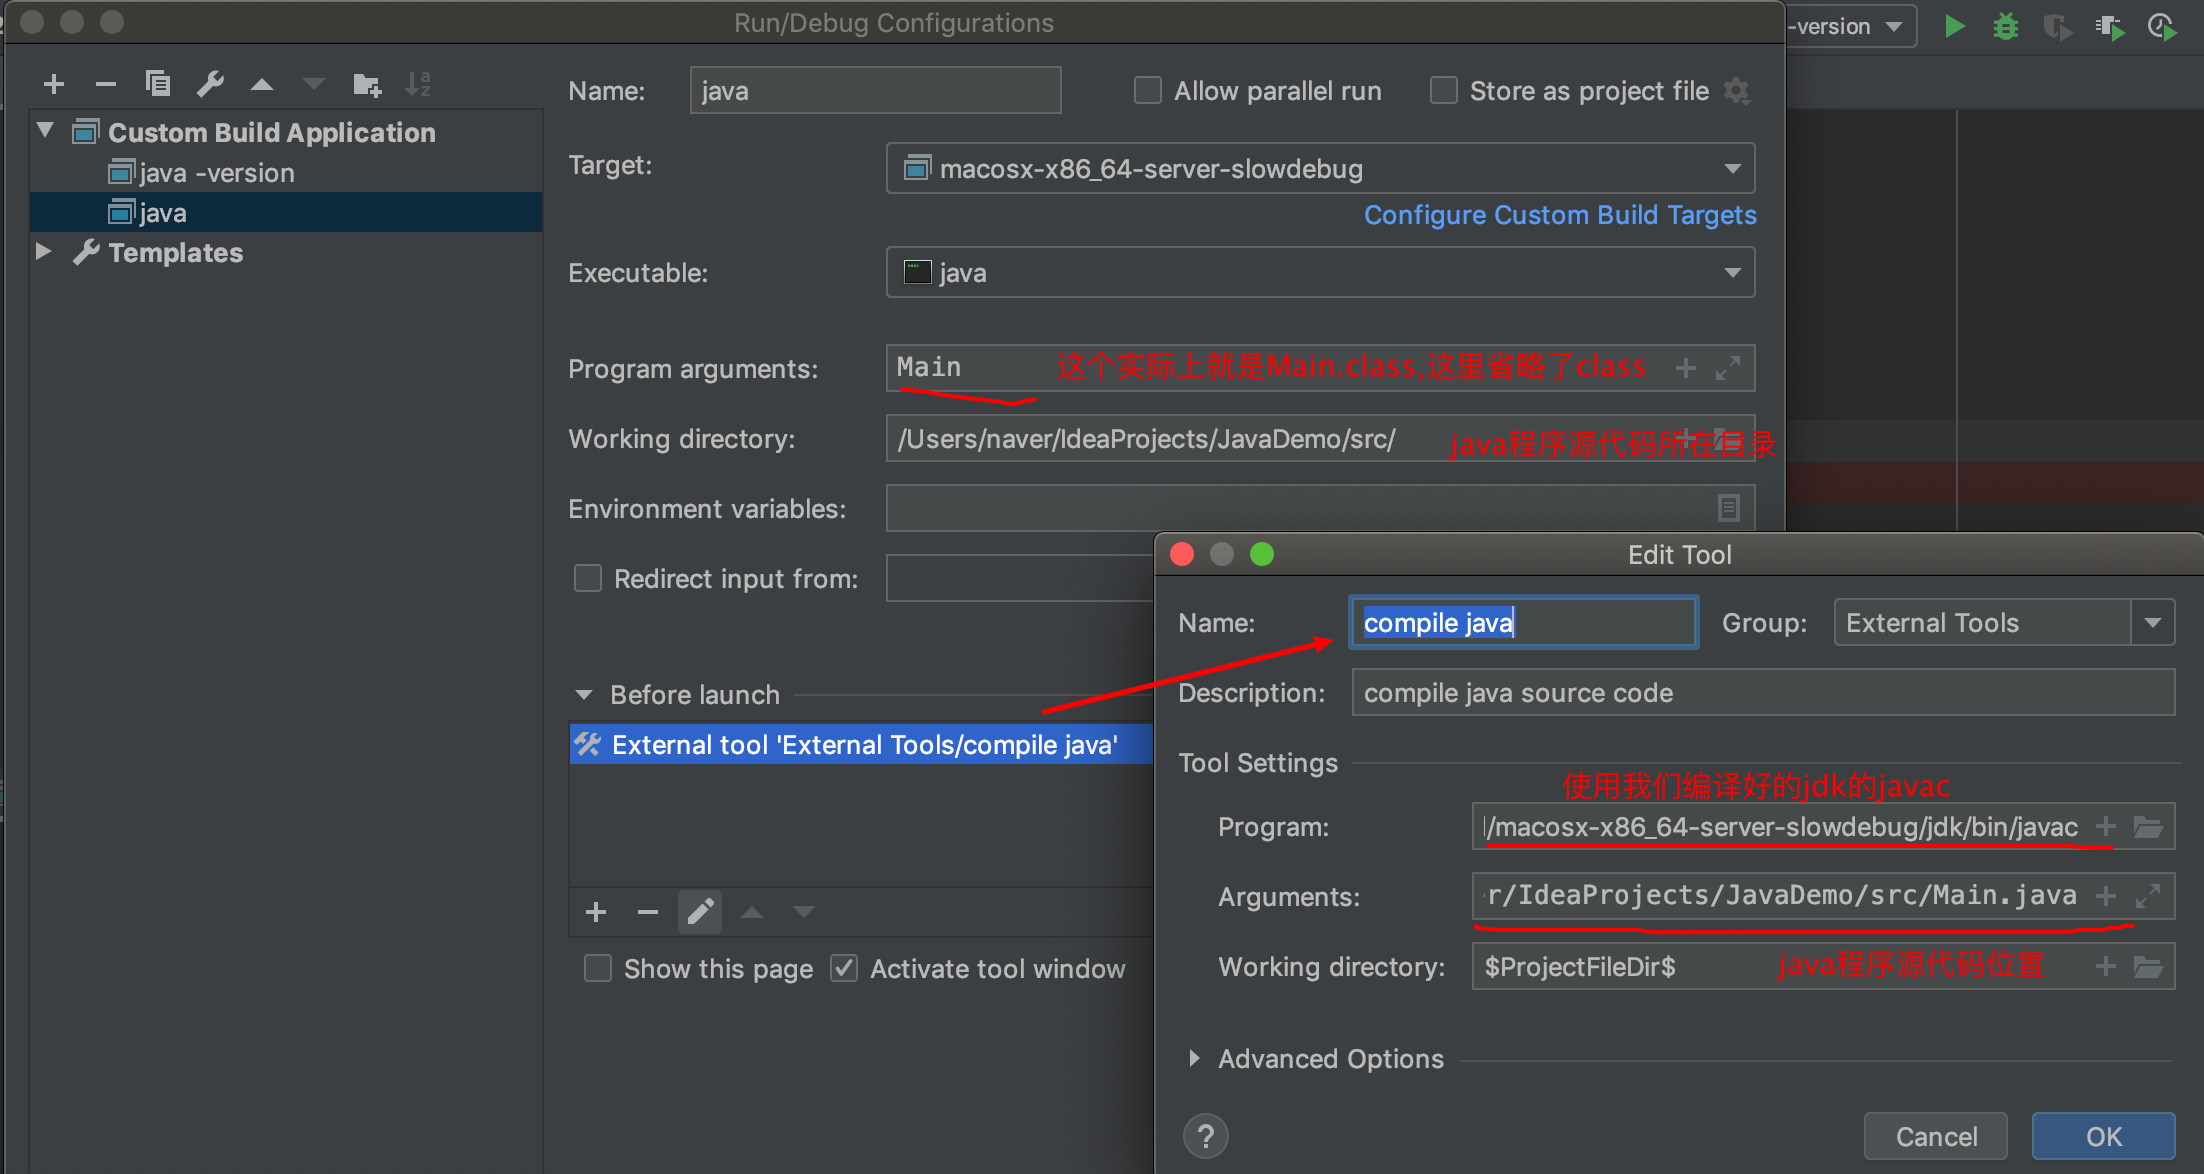 Run/Debug Configurations
-version
Name:
java
Allow parallel run
Store as project file
Custom Build Application
java -version
java
Templates
Target:
macosx-x86_64-server-slowdebug
Configure Custom Build Targets
Executable:
java
Program arguments:
Main
这个实际上就是Main.class,这里省略了class
Working directory:
/Users/naver/IdeaProjects/JavaDemo/src/
java程序源代码所在目录
Environment variables:
Redirect input from:
Before launch
External tool 'External Tools/compile java'
Show this page
Activate tool window
Edit Tool
Name:
compile java
Group:
External Tools
Description:
compile java source code
Tool Settings
使用我们编译好的jdk的javac
Program:
/macosx-x86_64-server-slowdebug/jdk/bin/javac
Arguments:
r/IdeaProjects/JavaDemo/src/Main.java
Working directory:
$ProjectFileDir$
java程序源代码位置
Advanced Options
?
Cancel
OK